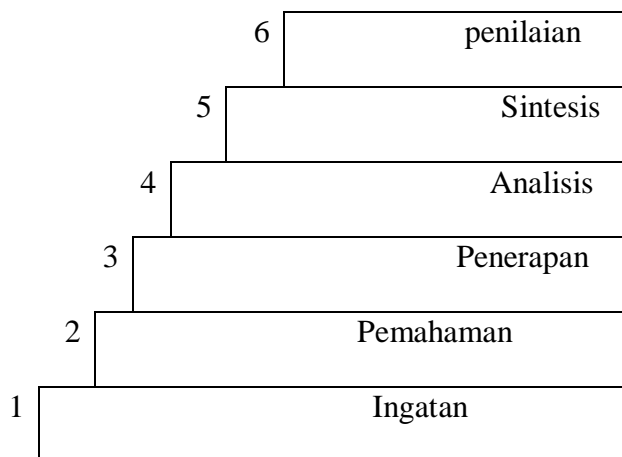 6 penilaian
5 Sintesis
4 Analisis
3 Penerapan
2 Pemahaman
1 Ingatan